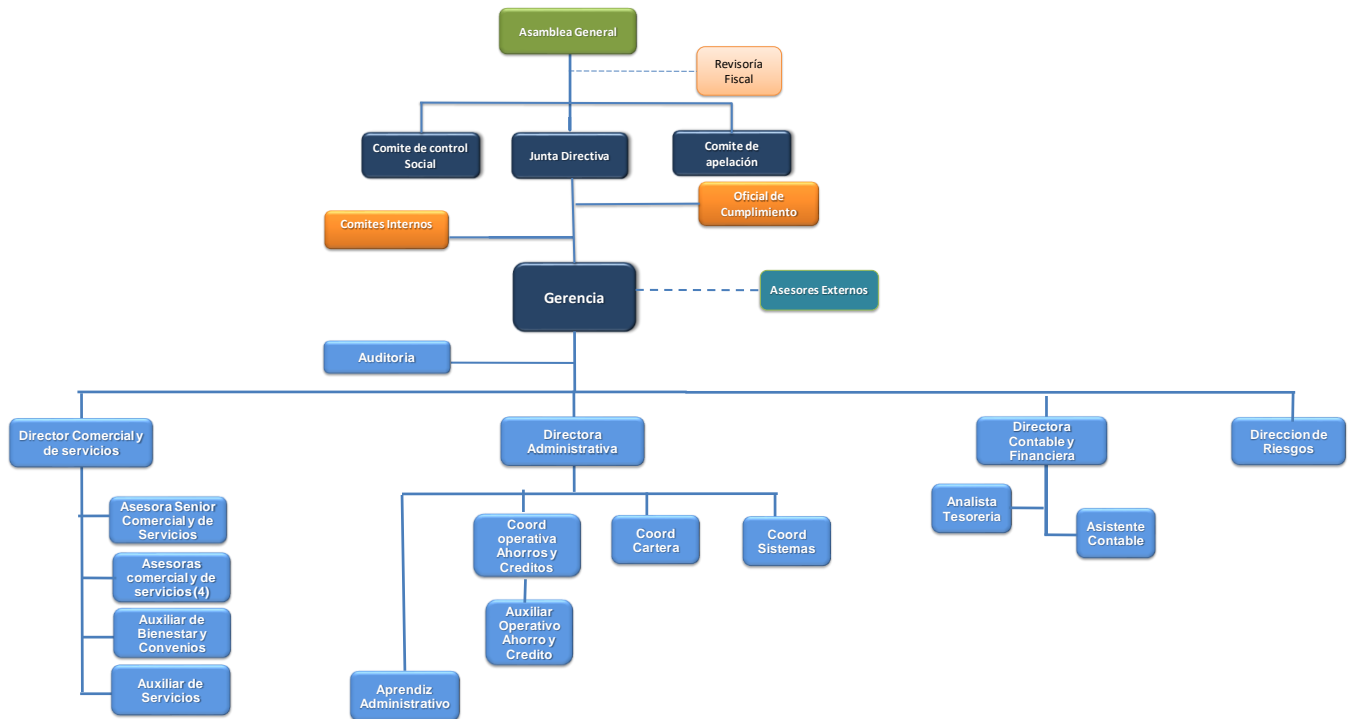 Asamblea General
Revisoría
Fiscal
Comite de control
Social
Junta Directiva
Comite de
apelación
Oficial de
Cumplimiento
Comites Internos
Gerencia
Asesores Externos
Auditoria
Director Comercial y
de servicios
Directora
Administrativa
Directora
Contable y
Financiera
Direccion de
Riesgos
Asesora Senior
Comercial y de
Servicios
Asesoras
comercial y de
servicios (4)
Auxiliar de
Bienestar y
Convenios
Auxiliar de
Servicios
Coord
operativa
Ahorros y
Creditos
Coord
Cartera
Coord
Sistemas
Auxiliar
Operativo
Ahorro y
Credito
Aprendiz
Administrativo
Analista
Tesoreria
Asistente
Contable